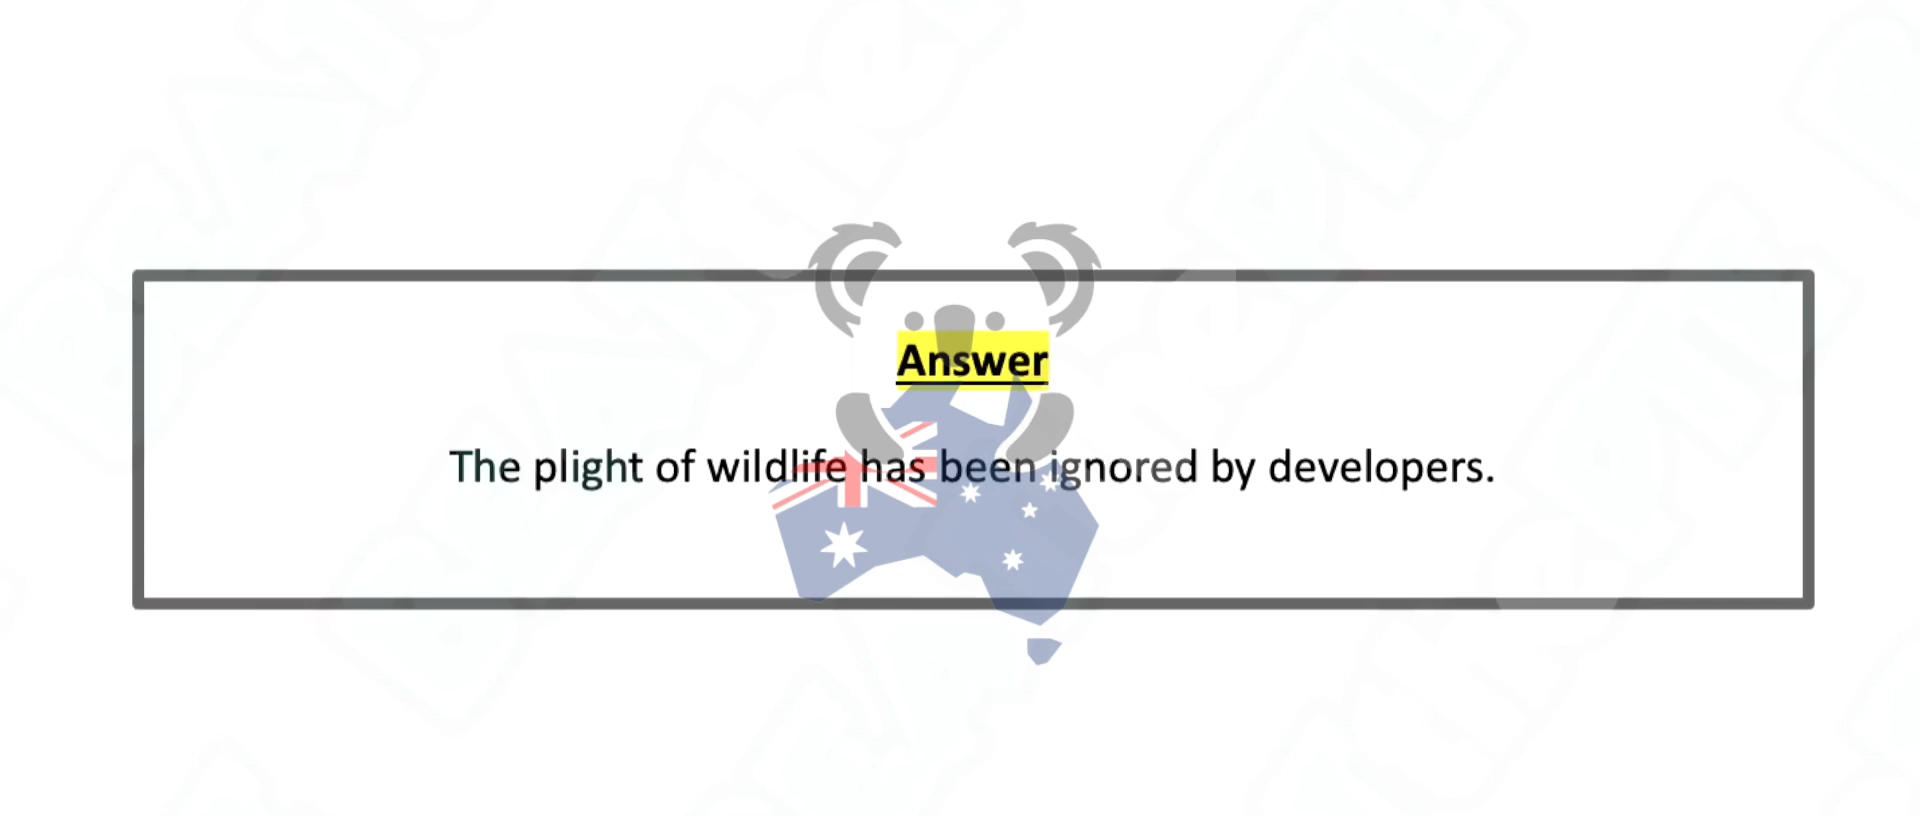 Answer
The plight of wildlife has been ignored by developers.